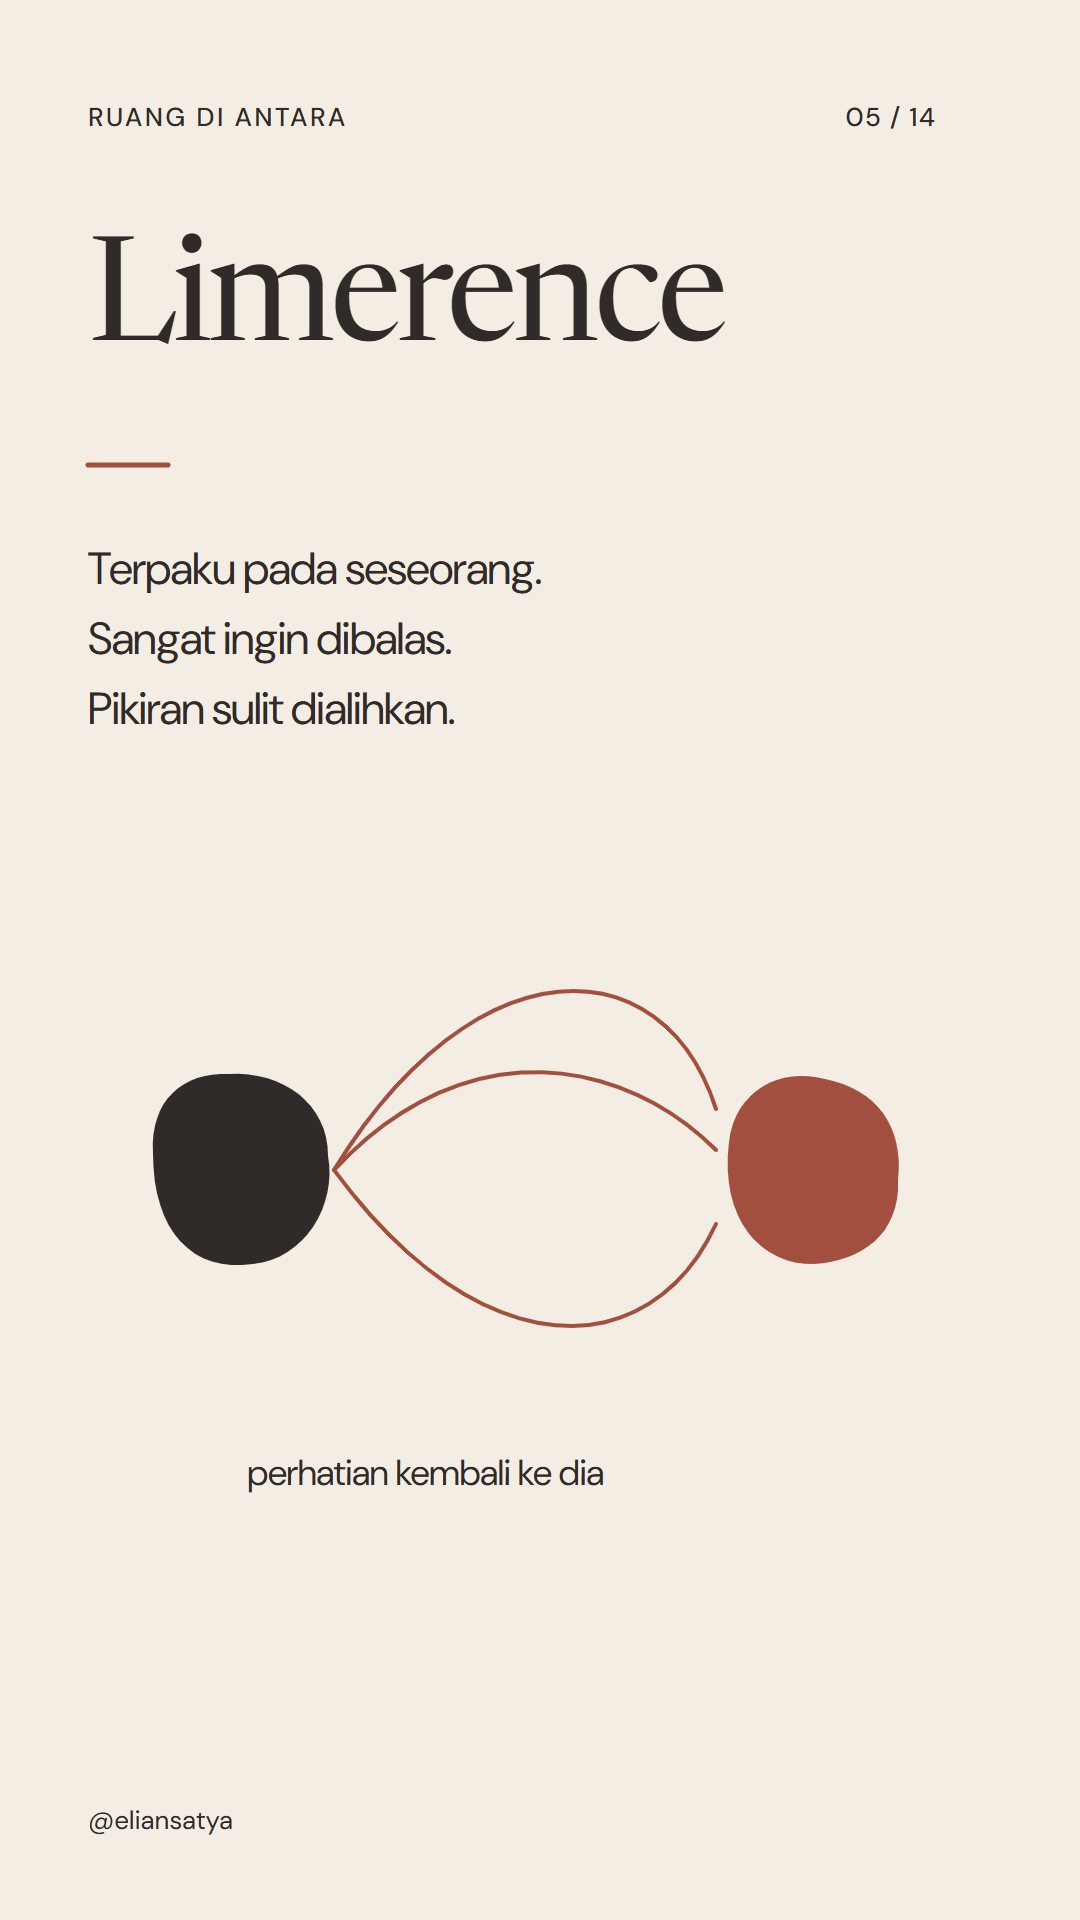 RUANG DI ANTARA
05 / 14
Limerence
Terpaku pada seseorang.
Sangat ingin dibalas.
Pikiran sulit dialihkan.
perhatian kembali ke dia
@eliansatya